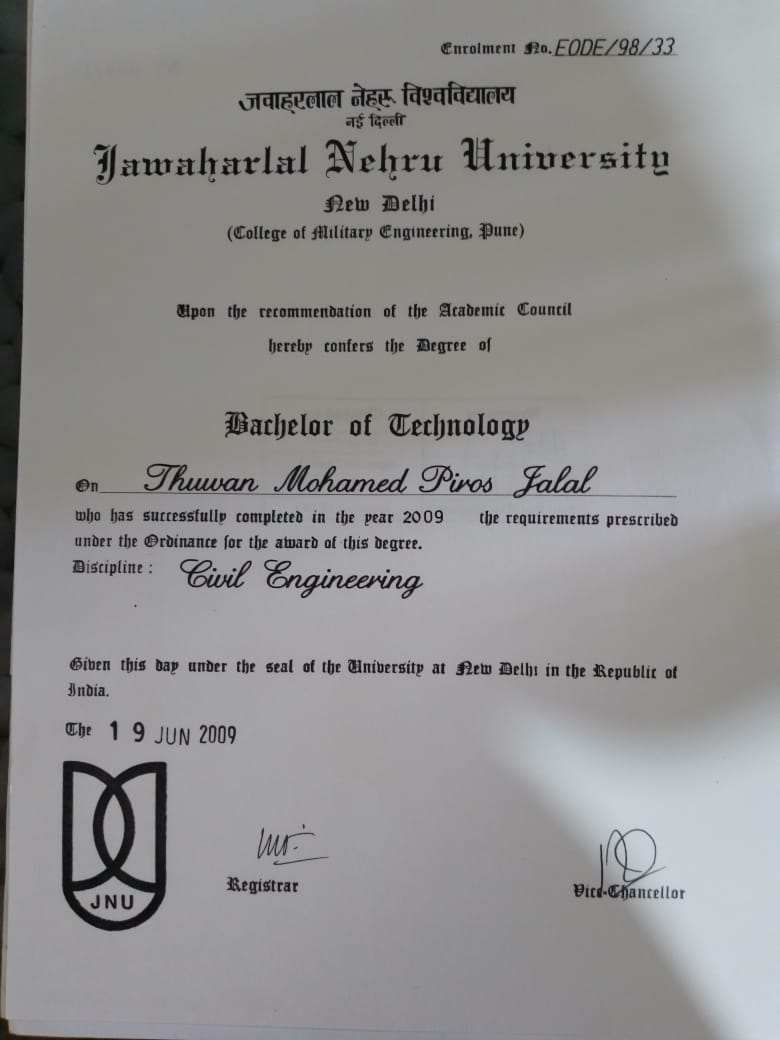 Enrolment No. EODE/98/33
जवाहरलाल नेहरू विश्वविद्यालय
नई दिल्ली
Jawaharlal Nehru University
New Delhi
(College of Military Engineering, Pune)
Upon the recommendation of the Academic Council
hereby confers the Degree of
Bachelor of Technology
On Thuwan Mohamed Piros Jalal
who has successfully completed in the year 2009 the requirements prescribed
under the Ordinance for the award of this degree.
Discipline : Civil Engineering
Given this day under the seal of the University at New Delhi in the Republic of
India.
The 19 JUN 2009
JNU
Registrar
Vice-Chancellor